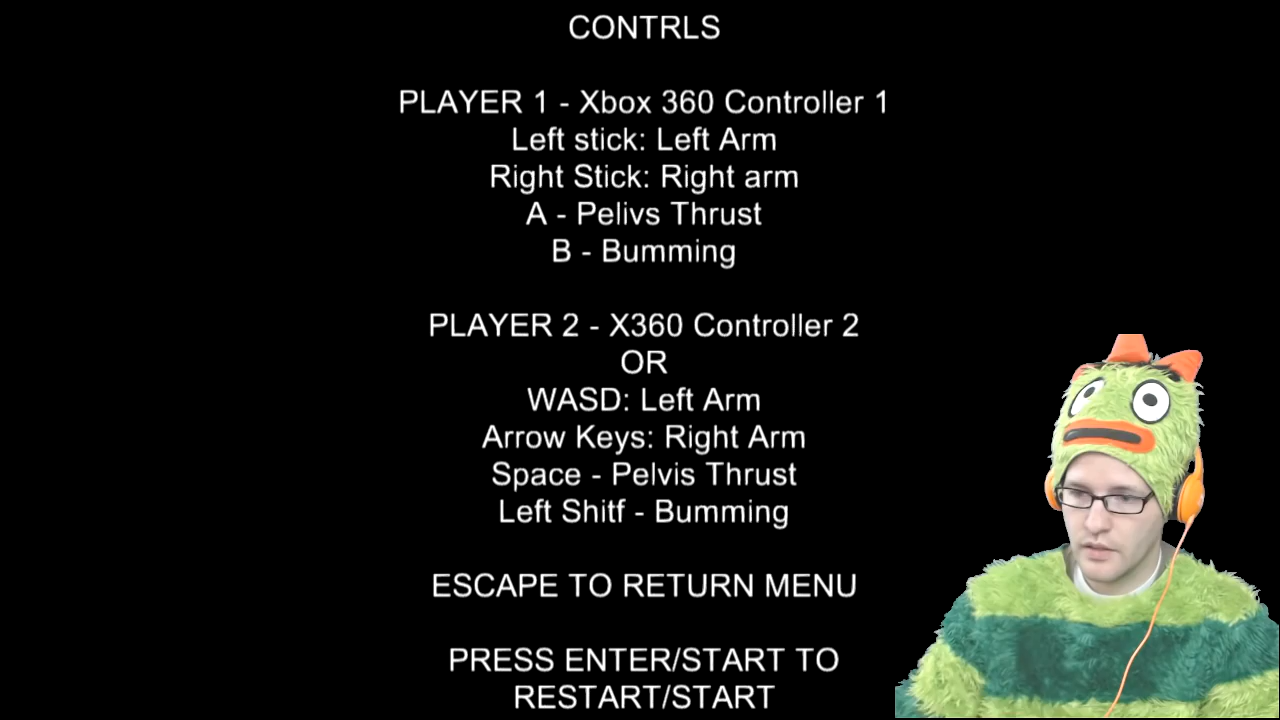 CONTRLS
PLAYER 1 - Xbox 360 Controller 1
Left stick: Left Arm
Right Stick: Right arm
A - Pelivs Thrust
B - Bumming
PLAYER 2 - X360 Controller 2
OR
WASD: Left Arm
Arrow Keys: Right Arm
Space - Pelvis Thrust
Left Shitf - Bumming
ESCAPE TO RETURN MENU
PRESS ENTER/START TO
RESTART/START